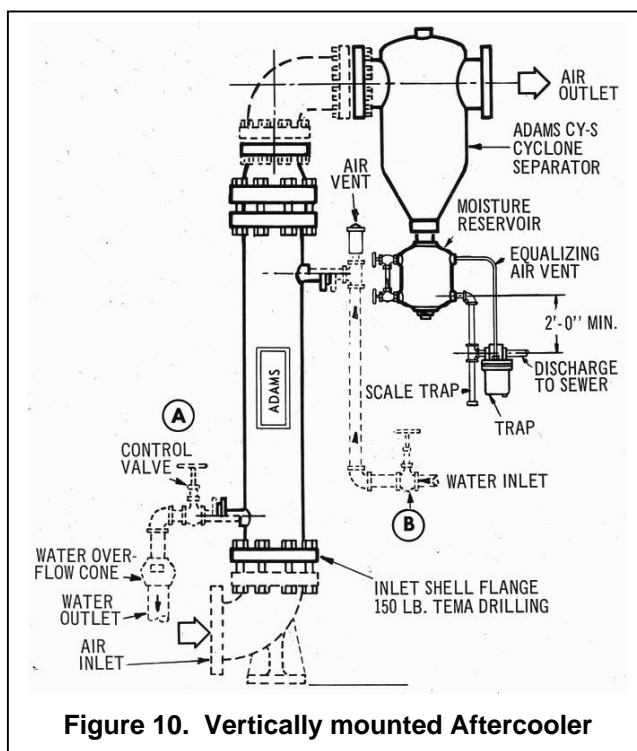 AIR
OUTLET
ADAMS CY-S
CYCLONE
SEPARATOR
AIR
VENT
MOISTURE
RESERVOIR
EQUALIZING
AIR VENT
2'-0" MIN.
DISCHARGE
TO SEWER
SCALE TRAP
TRAP
ADAMS
A
CONTROL
VALVE
WATER INLET
B
WATER OVER-
FLOW CONE
WATER
OUTLET
AIR
INLET
INLET SHELL FLANGE
150 LB. TEMA DRILLING
Figure 10. Vertically mounted Aftercooler